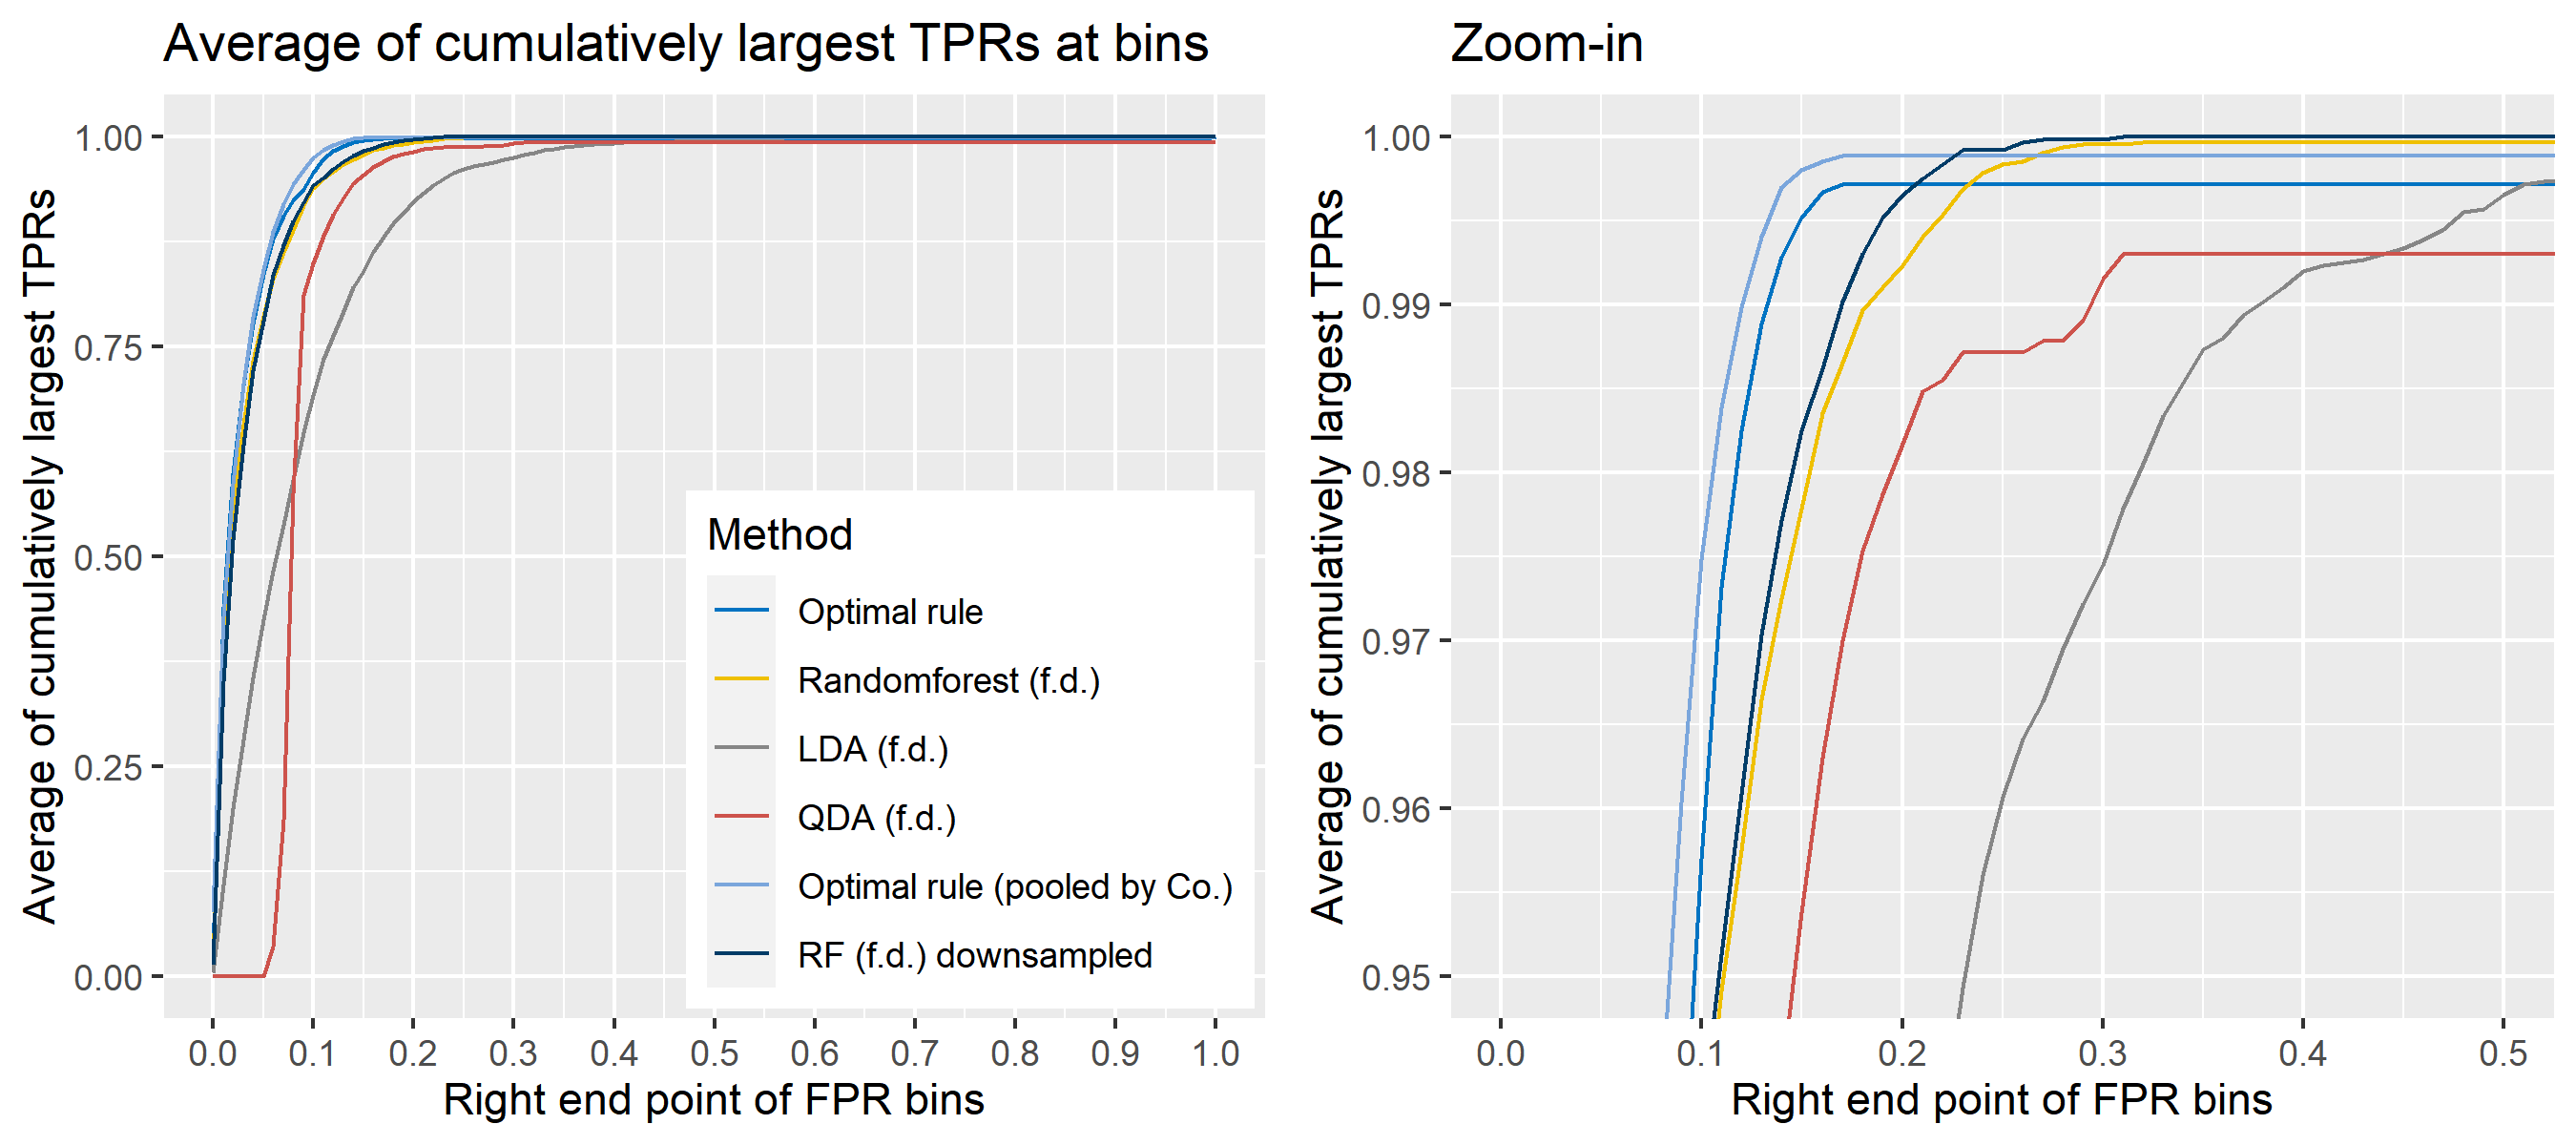 Average of cumulatively largest TPRs at bins
Average of cumulatively largest TPRs
1.00
0.75
0.50
0.25
0.00
Method
Optimal rule
Randomforest (f.d.)
LDA (f.d.)
QDA (f.d.)
Optimal rule (pooled by Co.)
RF (f.d.) downsampled
0.0 0.1 0.2 0.3 0.4 0.5 0.6 0.7 0.8 0.9 1.0
Right end point of FPR bins
Zoom-in
Average of cumulatively largest TPRs
1.00
0.99
0.98
0.97
0.96
0.95
0.0 0.1 0.2 0.3 0.4 0.5
Right end point of FPR bins